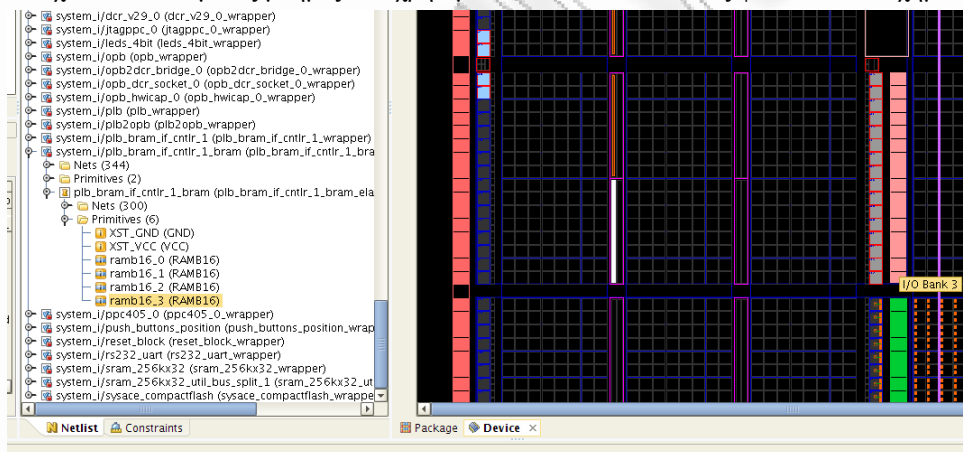 system_i/dcr_v29_0 (dcr_v29_0_wrapper)
system_i/jtagppc_0 (jtagppc_0_wrapper)
system_i/leds_4bit (leds_4bit_wrapper)
system_i/opb (opb_wrapper)
system_i/opb2dcr_bridge_0 (opb2dcr_bridge_0_wrapper)
system_i/opb_dcr_socket_0 (opb_dcr_socket_0_wrapper)
system_i/opb_hwicap_0 (opb_hwicap_0_wrapper)
system_i/plb (plb_wrapper)
system_i/plb2opb (plb2opb_wrapper)
system_i/plb_bram_if_cntlr_1 (plb_bram_if_cntlr_1_wrapper)
system_i/plb_bram_if_cntlr_1_bram (plb_bram_if_cntlr_1_bra
Nets (344)
Primitives (2)
plb_bram_if_cntlr_1_bram (plb_bram_if_cntlr_1_bram_ela
Nets (300)
Primitives (6)
XST_GND (GND)
XST_VCC (VCC)
ramb16_0 (RAMB16)
ramb16_1 (RAMB16)
ramb16_2 (RAMB16)
ramb16_3 (RAMB16)
system_i/ppc405_0 (ppc405_0_wrapper)
system_i/push_buttons_position (push_buttons_position_wrap
system_i/reset_block (reset_block_wrapper)
system_i/rs232_uart (rs232_uart_wrapper)
system_i/sram_256kx32 (sram_256kx32_wrapper)
system_i/sram_256kx32_util_bus_split_1 (sram_256kx32_ut
system_i/sysace_compactflash (sysace_compactflash_wrappe
I/O Bank 3
Netlist Constraints
Package Device